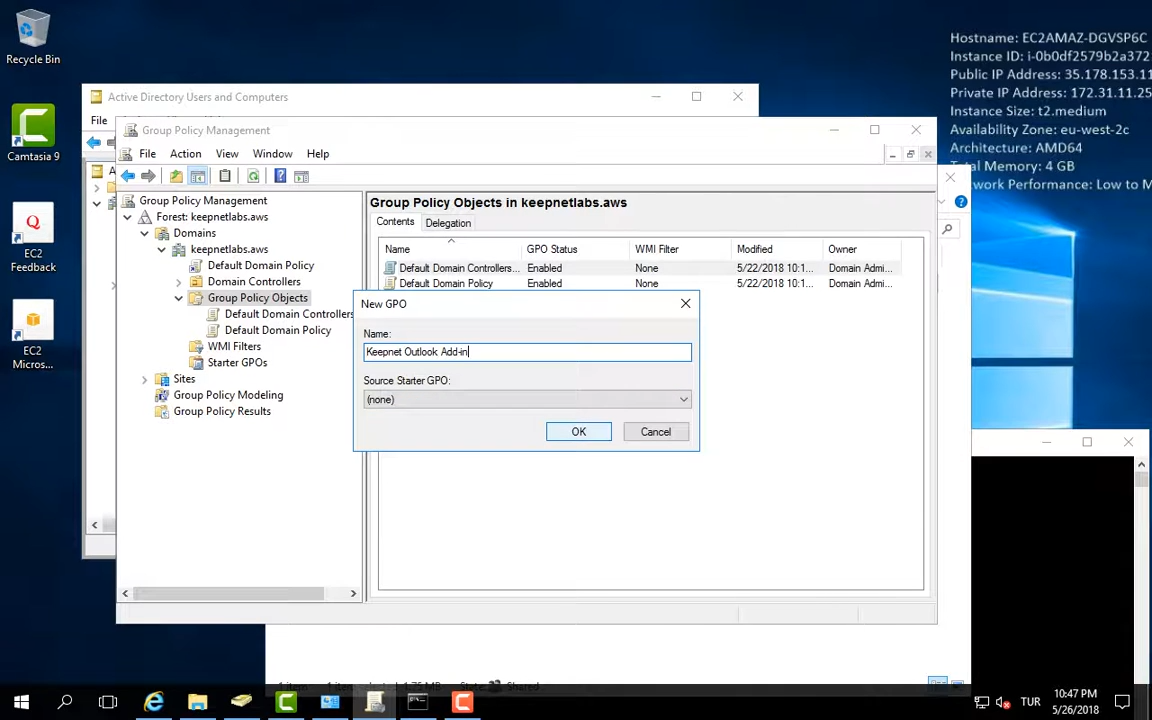 Recycle Bin
Camtasia 9
EC2
Feedback
EC2
Micros...
Hostname: EC2AMAZ-DGVSP6C
Instance ID: i-0b0df2579b2a372
Public IP Address: 35.178.153.11
Private IP Address: 172.31.11.25
Instance Size: t2.medium
Availability Zone: eu-west-2c
Architecture: AMD64
Total Memory: 4 GB
work Performance: Low to M
Active Directory Users and Computers
File
Group Policy Management
File Action View Window Help
Group Policy Management
Forest: keepnetlabs.aws
Domains
keepnetlabs.aws
Default Domain Policy
Domain Controllers
Group Policy Objects
Default Domain Controllers
Default Domain Policy
WMI Filters
Starter GPOs
Sites
Group Policy Modeling
Group Policy Results
Group Policy Objects in keepnetlabs.aws
Contents Delegation
Name GPO Status WMI Filter Modified Owner
Default Domain Controllers... Enabled None 5/22/2018 10:1... Domain Admi...
Default Domain Policy Enabled None 5/22/2018 10:1... Domain Admi...
New GPO
Name:
Keepnet Outlook Add-in
Source Starter GPO:
(none)
OK Cancel
TUR
10:47 PM
5/26/2018